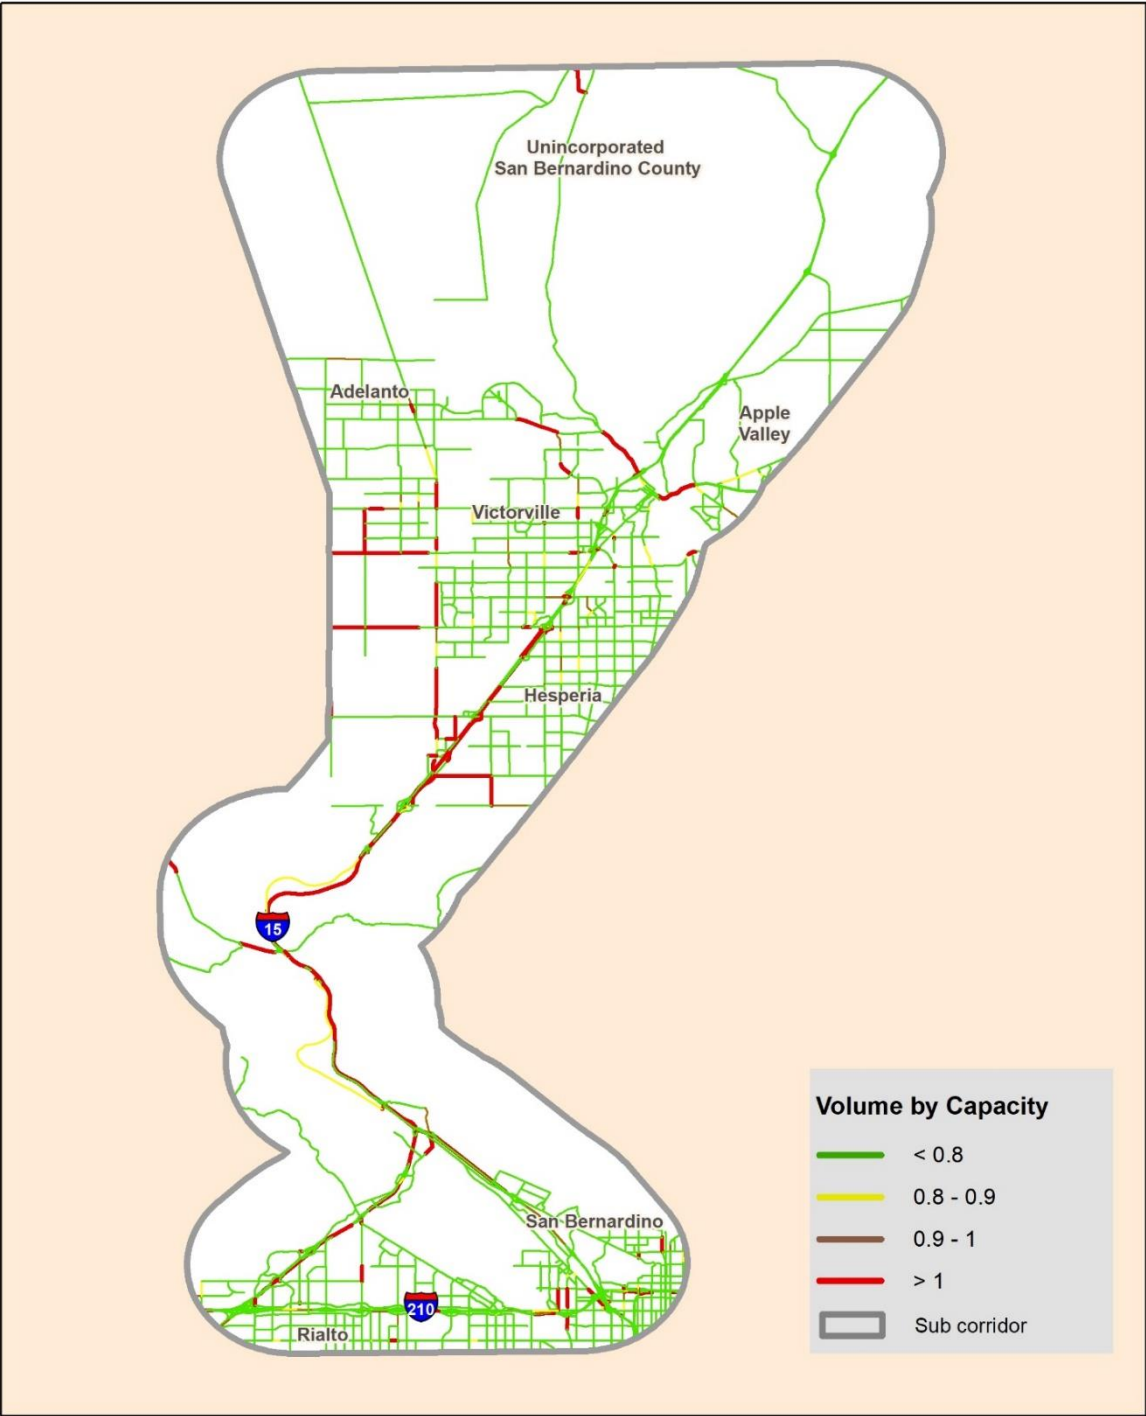 Unincorporated
San Bernardino County
Adelanto
Apple
Valley
Victorville
Hesperia
15
San Bernardino
210
Rialto
Volume by Capacity
< 0.8
0.8 - 0.9
0.9 - 1
> 1
Sub corridor